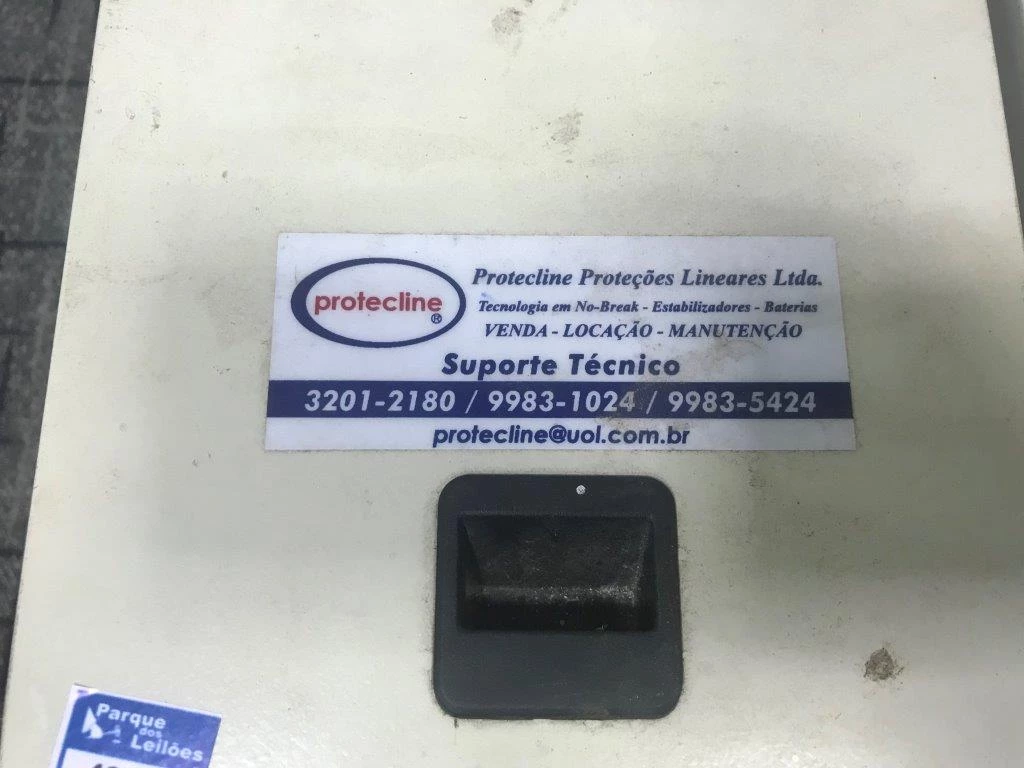 protecline
®
Protecline Proteções Lineares Ltda.
Tecnologia em No-Break - Estabilizadores - Baterias
VENDA - LOCAÇÃO - MANUTENÇÃO
Suporte Técnico
3201-2180 / 9983-1024 / 9983-5424
protecline@uol.com.br
Parque
dos
Leilões